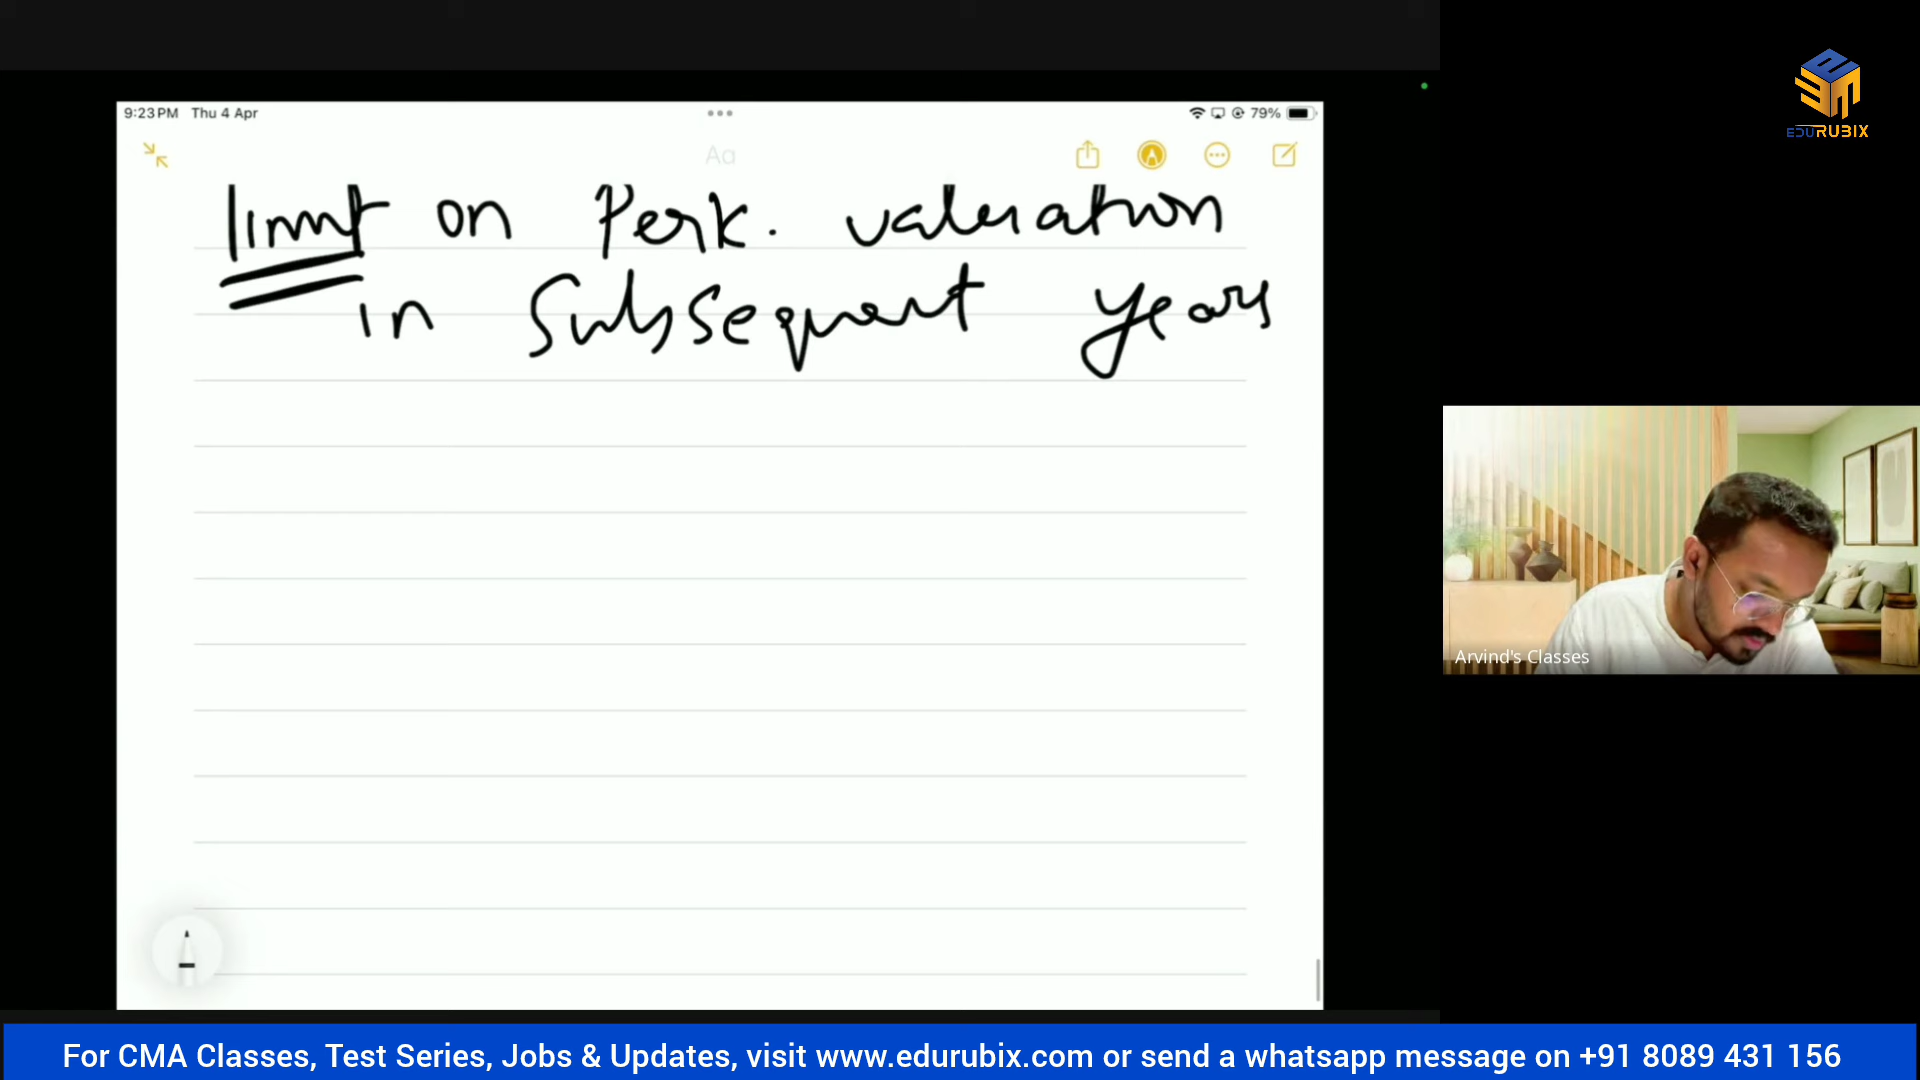 9:23 PM Thu 4 Apr
79%
Aa
limit on Perk. valuation
in Subsequent years
EDURUBIX
Arvind's Classes
For CMA Classes, Test Series, Jobs & Updates, visit www.edurubix.com or send a whatsapp message on +91 8089 431 156